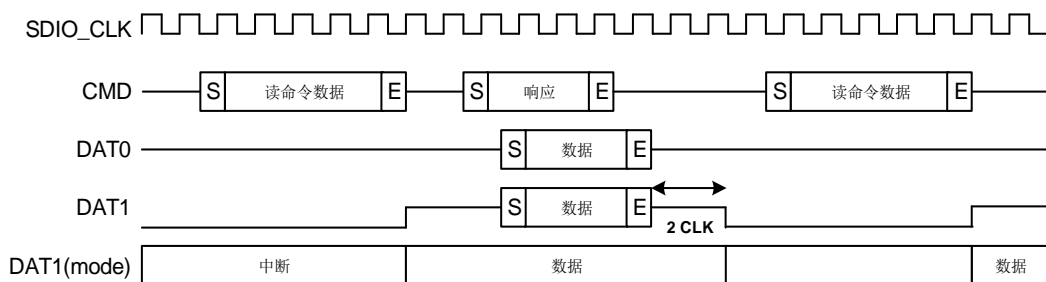 SDIO_CLK
CMD S 读命令数据 E S 响应 E S 读命令数据 E
DAT0 S 数据 E
DAT1 S 数据 E
2 CLK
DAT1(mode) 中断 数据 数据